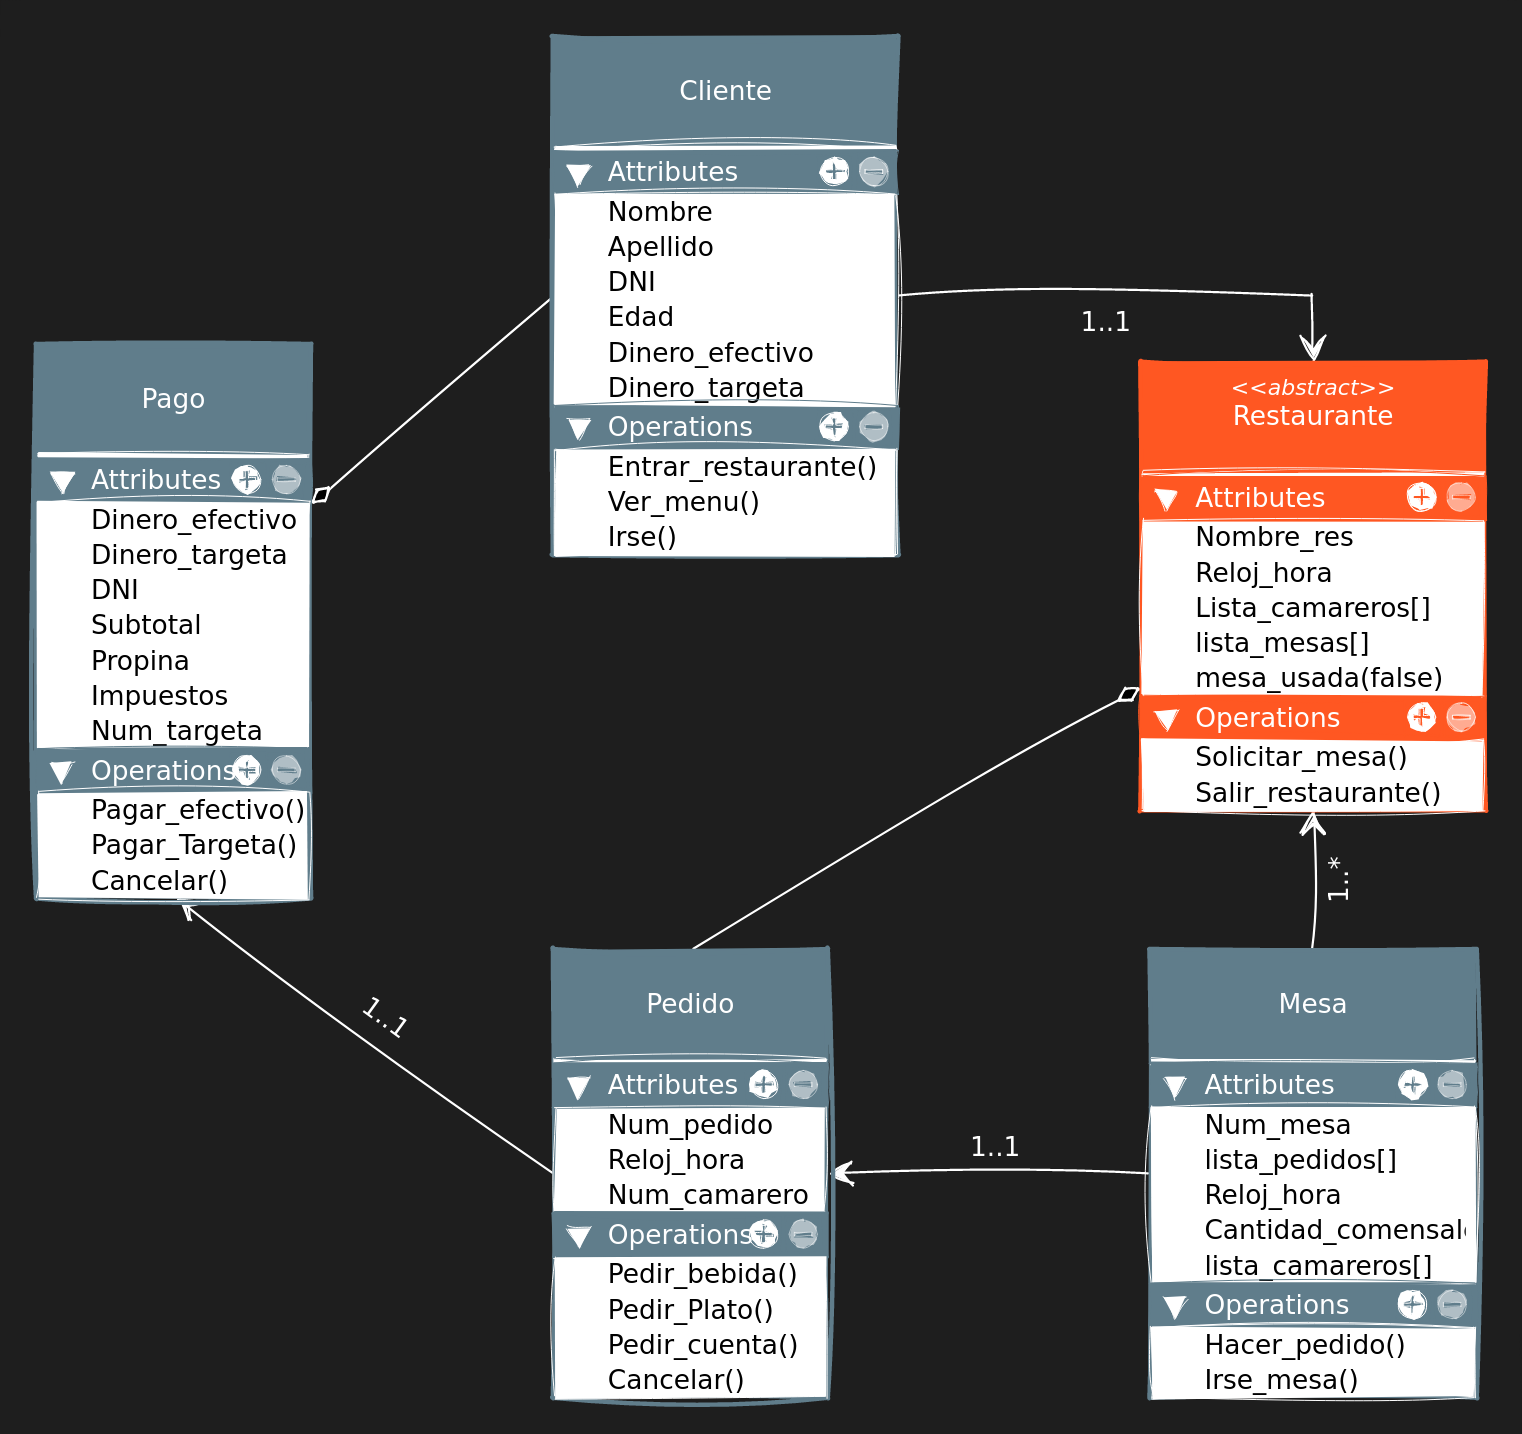 Cliente
Attributes
Nombre
Apellido
DNI
Edad
Dinero_efectivo
Dinero_targeta
Operations
Entrar_restaurante()
Ver_menu()
Irse()
1..1
Pago
Attributes
Dinero_efectivo
Dinero_targeta
DNI
Subtotal
Propina
Impuestos
Num_targeta
Operations
Pagar_efectivo()
Pagar_Targeta()
Cancelar()
<<abstract>>
Restaurante
Attributes
Nombre_res
Reloj_hora
Lista_camareros[]
lista_mesas[]
mesa_usada(false)
Operations
Solicitar_mesa()
Salir_restaurante()
1..*
1..1
Pedido
Attributes
Num_pedido
Reloj_hora
Num_camarero
Operations
Pedir_bebida()
Pedir_Plato()
Pedir_cuenta()
Cancelar()
1..1
Mesa
Attributes
Num_mesa
lista_pedidos[]
Reloj_hora
lista_camareros[]
Operations
Hacer_pedido()
Irse_mesa()